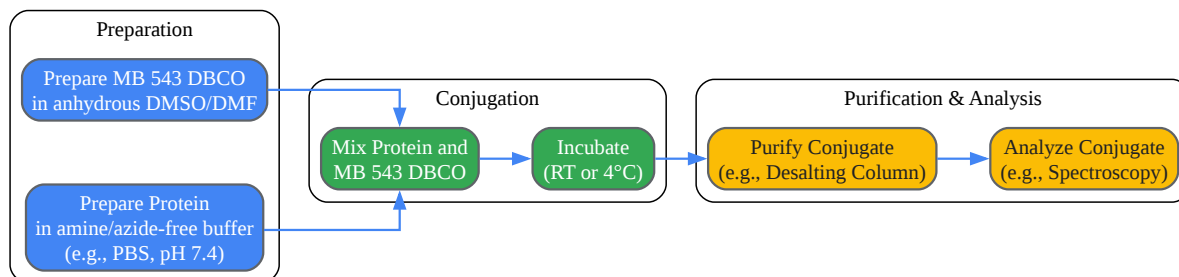 Preparation
Prepare MB 543 DBCO
in anhydrous DMSO/DMF
Prepare Protein
in amine/azide-free buffer
(e.g., PBS, pH 7.4)
Conjugation
Mix Protein and
MB 543 DBCO
Incubate
(RT or 4°C)
Purification & Analysis
Purify Conjugate
(e.g., Desalting Column)
Analyze Conjugate
(e.g., Spectroscopy)